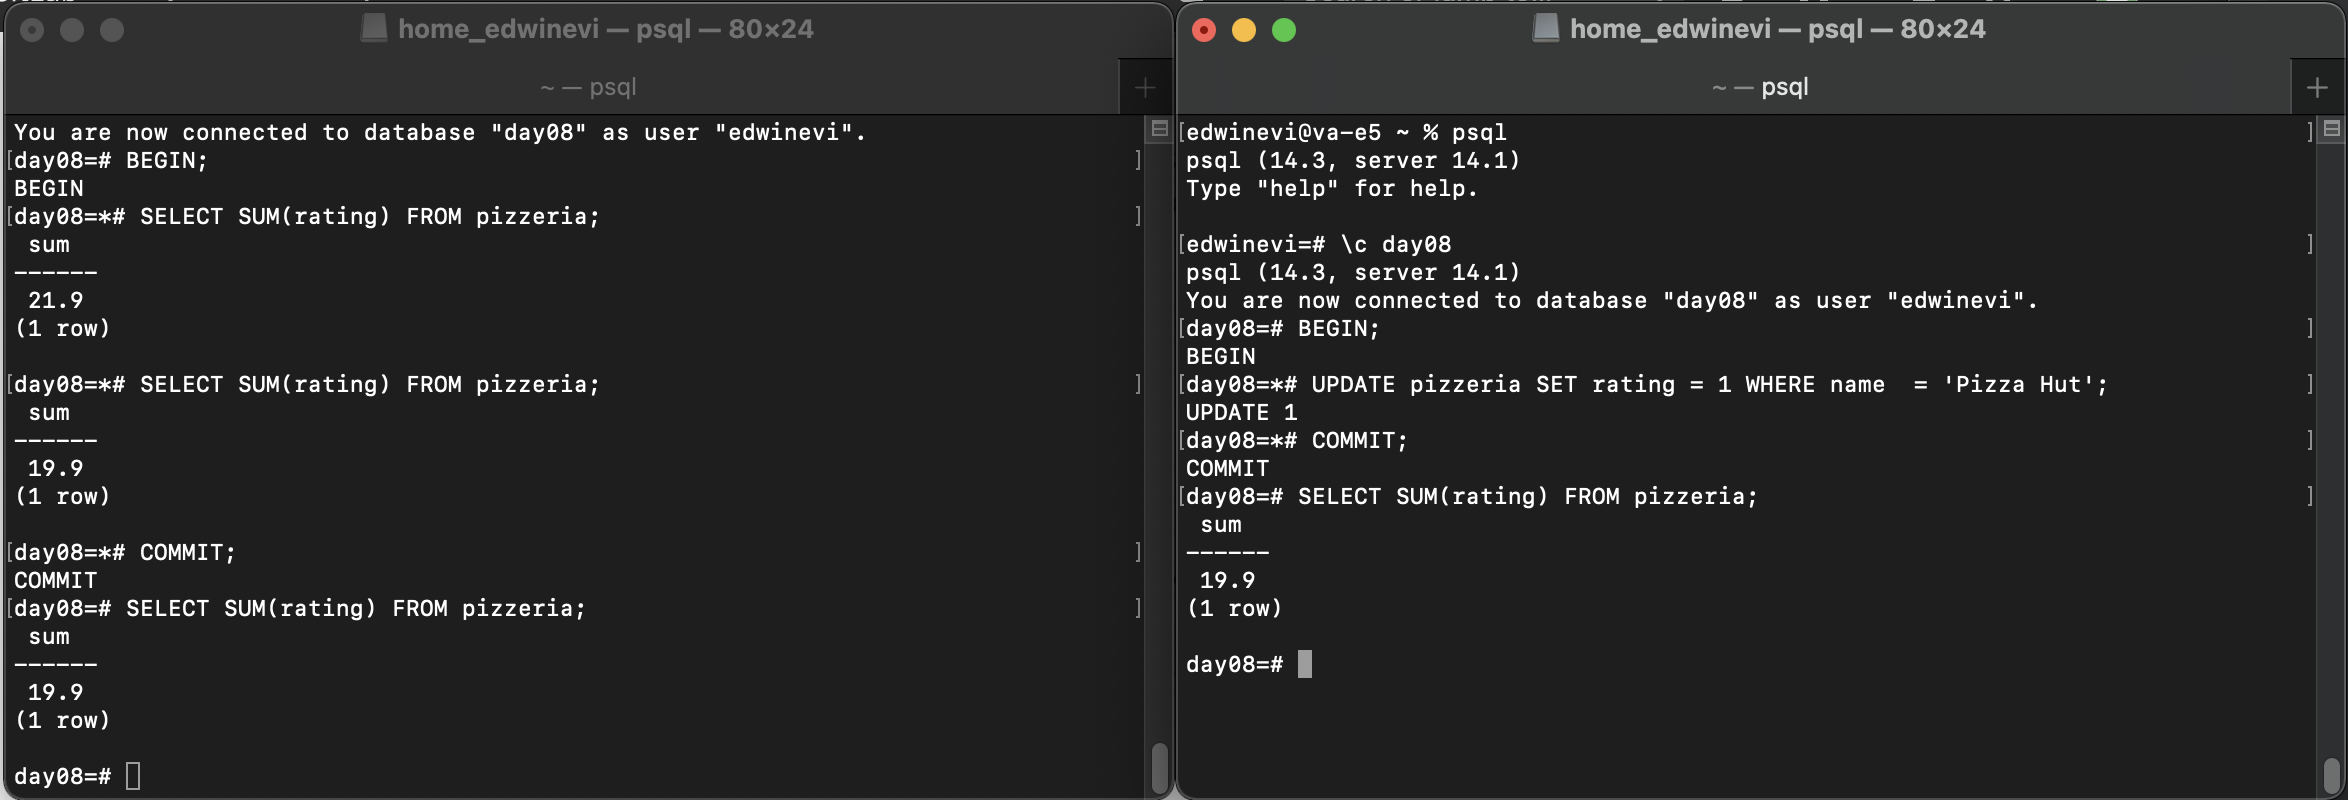 home_edwinevi — psql — 80×24
~ — psql
You are now connected to database "day08" as user "edwinevi".
[day08=# BEGIN; ]
BEGIN
[day08=*# SELECT SUM(rating) FROM pizzeria; ]
 sum
------
 21.9
(1 row)

[day08=*# SELECT SUM(rating) FROM pizzeria; ]
 sum
------
 19.9
(1 row)

[day08=*# COMMIT; ]
COMMIT
[day08=# SELECT SUM(rating) FROM pizzeria; ]
 sum
------
 19.9
(1 row)

day08=#
home_edwinevi — psql — 80×24
~ — psql
[edwinevi@va-e5 ~ % psql ]
psql (14.3, server 14.1)
Type "help" for help.

[edwinevi=# \c day08 ]
psql (14.3, server 14.1)
You are now connected to database "day08" as user "edwinevi".
[day08=# BEGIN; ]
BEGIN
[day08=*# UPDATE pizzeria SET rating = 1 WHERE name  = 'Pizza Hut'; ]
UPDATE 1
[day08=*# COMMIT; ]
COMMIT
[day08=# SELECT SUM(rating) FROM pizzeria; ]
 sum
------
 19.9
(1 row)

day08=#